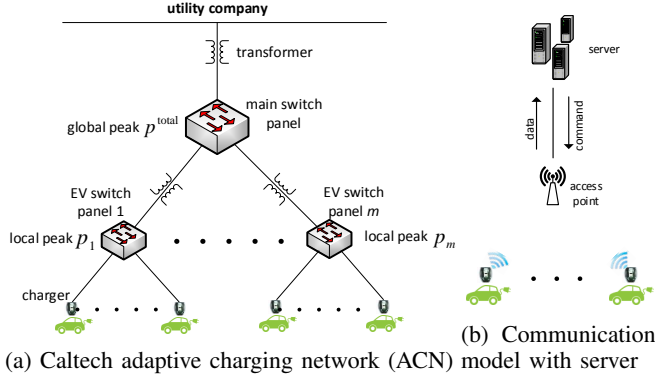 utility company
transformer
main switch
panel
global peak p^total
EV switch
panel 1
EV switch
panel m
local peak p_1
local peak p_m
charger
server
data
command
access
point
(b) Communication
(a) Caltech adaptive charging network (ACN) model with server